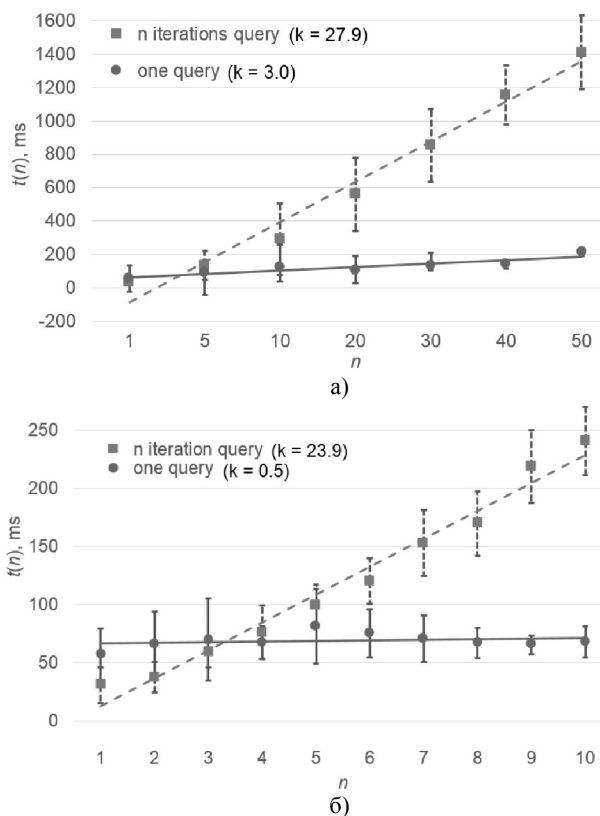 1600
1400
1200
1000
800
600
400
200
0
-200
t(n), ms
n iterations query (k = 27.9)
one query (k = 3.0)
1 5 10 20 30 40 50
n
а)
250
200
150
100
50
0
t(n), ms
n iteration query (k = 23.9)
one query (k = 0.5)
1 2 3 4 5 6 7 8 9 10
n
б)